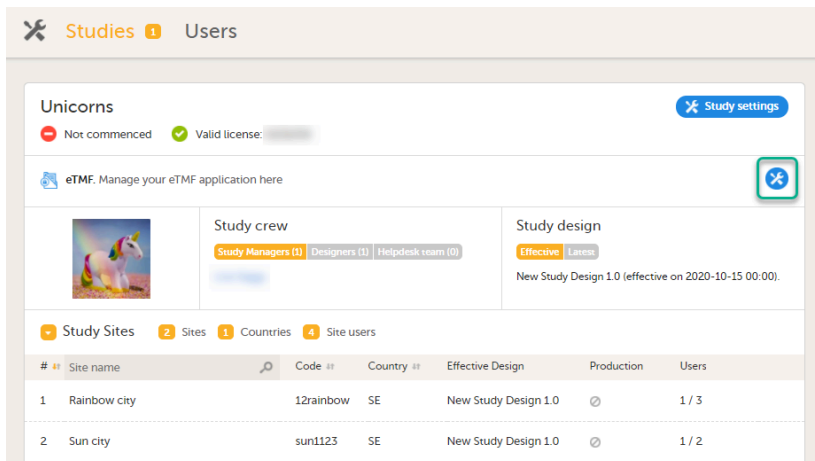 Studies 1 Users
Unicorns
Study settings
Not commenced Valid license:
eTMF. Manage your eTMF application here
Study crew
Study Managers (1) Designers (1) Helpdesk team (0)
Study design
Effective Latest
New Study Design 1.0 (effective on 2020-10-15 00:00).
Study Sites 2 Sites 1 Countries 4 Site users
# Site name Code Country Effective Design Production Users
1 Rainbow city 12rainbow SE New Study Design 1.0 1 / 3
2 Sun city sun1123 SE New Study Design 1.0 1 / 2